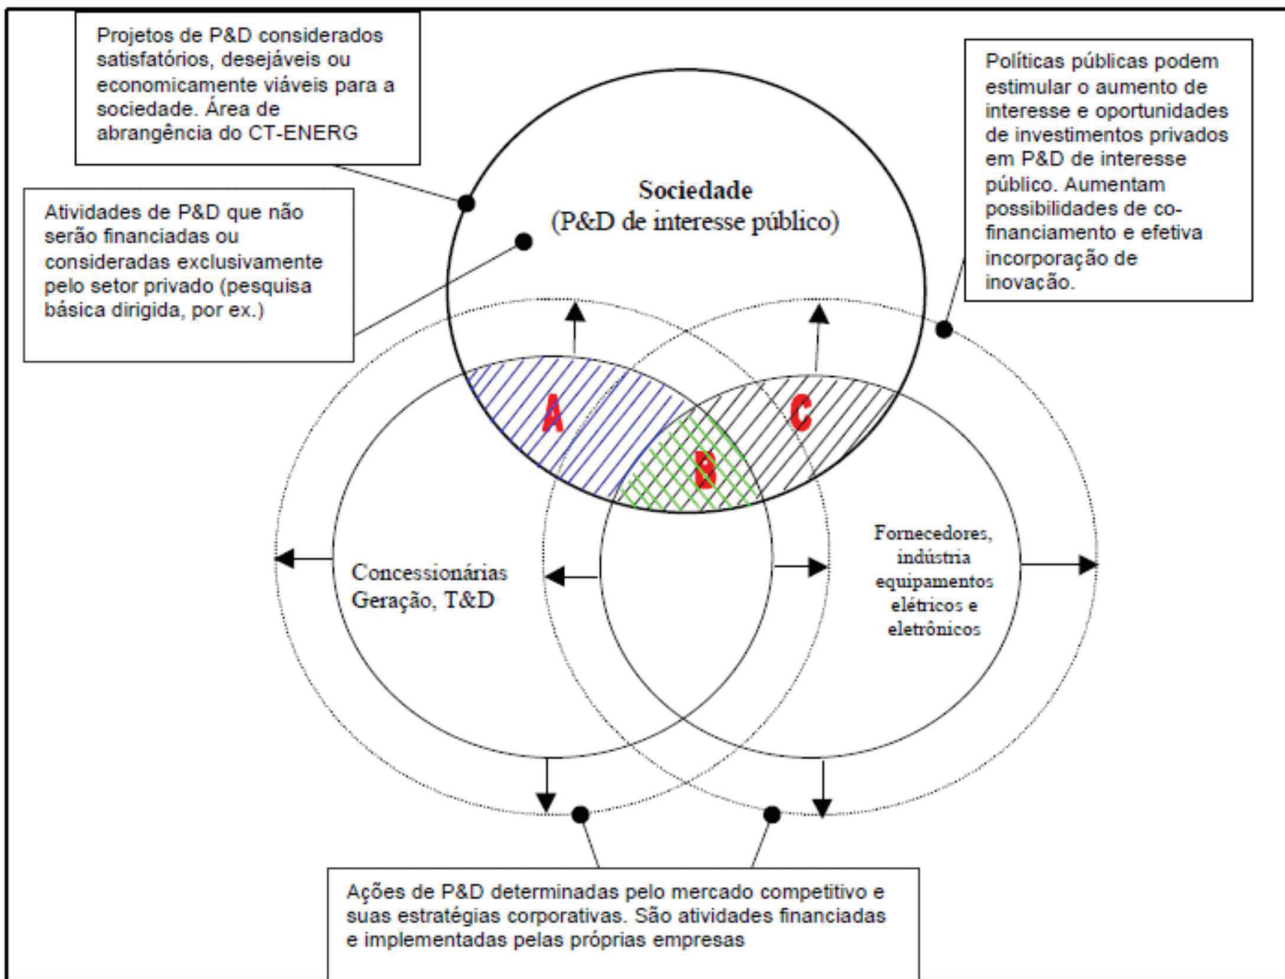 Projetos de P&D considerados
satisfatórios, desejáveis ou
economicamente viáveis para a
sociedade. Área de
abrangência do CT-ENERG
Políticas públicas podem
estimular o aumento de
interesse e oportunidades
de investimentos privados
em P&D de interesse
público. Aumentam
possibilidades de co-
financiamento e efetiva
incorporação de
inovação.
Atividades de P&D que não
serão financiadas ou
consideradas exclusivamente
pelo setor privado (pesquisa
básica dirigida, por ex.)
Sociedade
(P&D de interesse público)
A
B
C
Concessionárias
Geração, T&D
Fornecedores,
indústria
equipamentos
elétricos e
eletrônicos
Ações de P&D determinadas pelo mercado competitivo e
suas estratégias corporativas. São atividades financiadas
e implementadas pelas próprias empresas